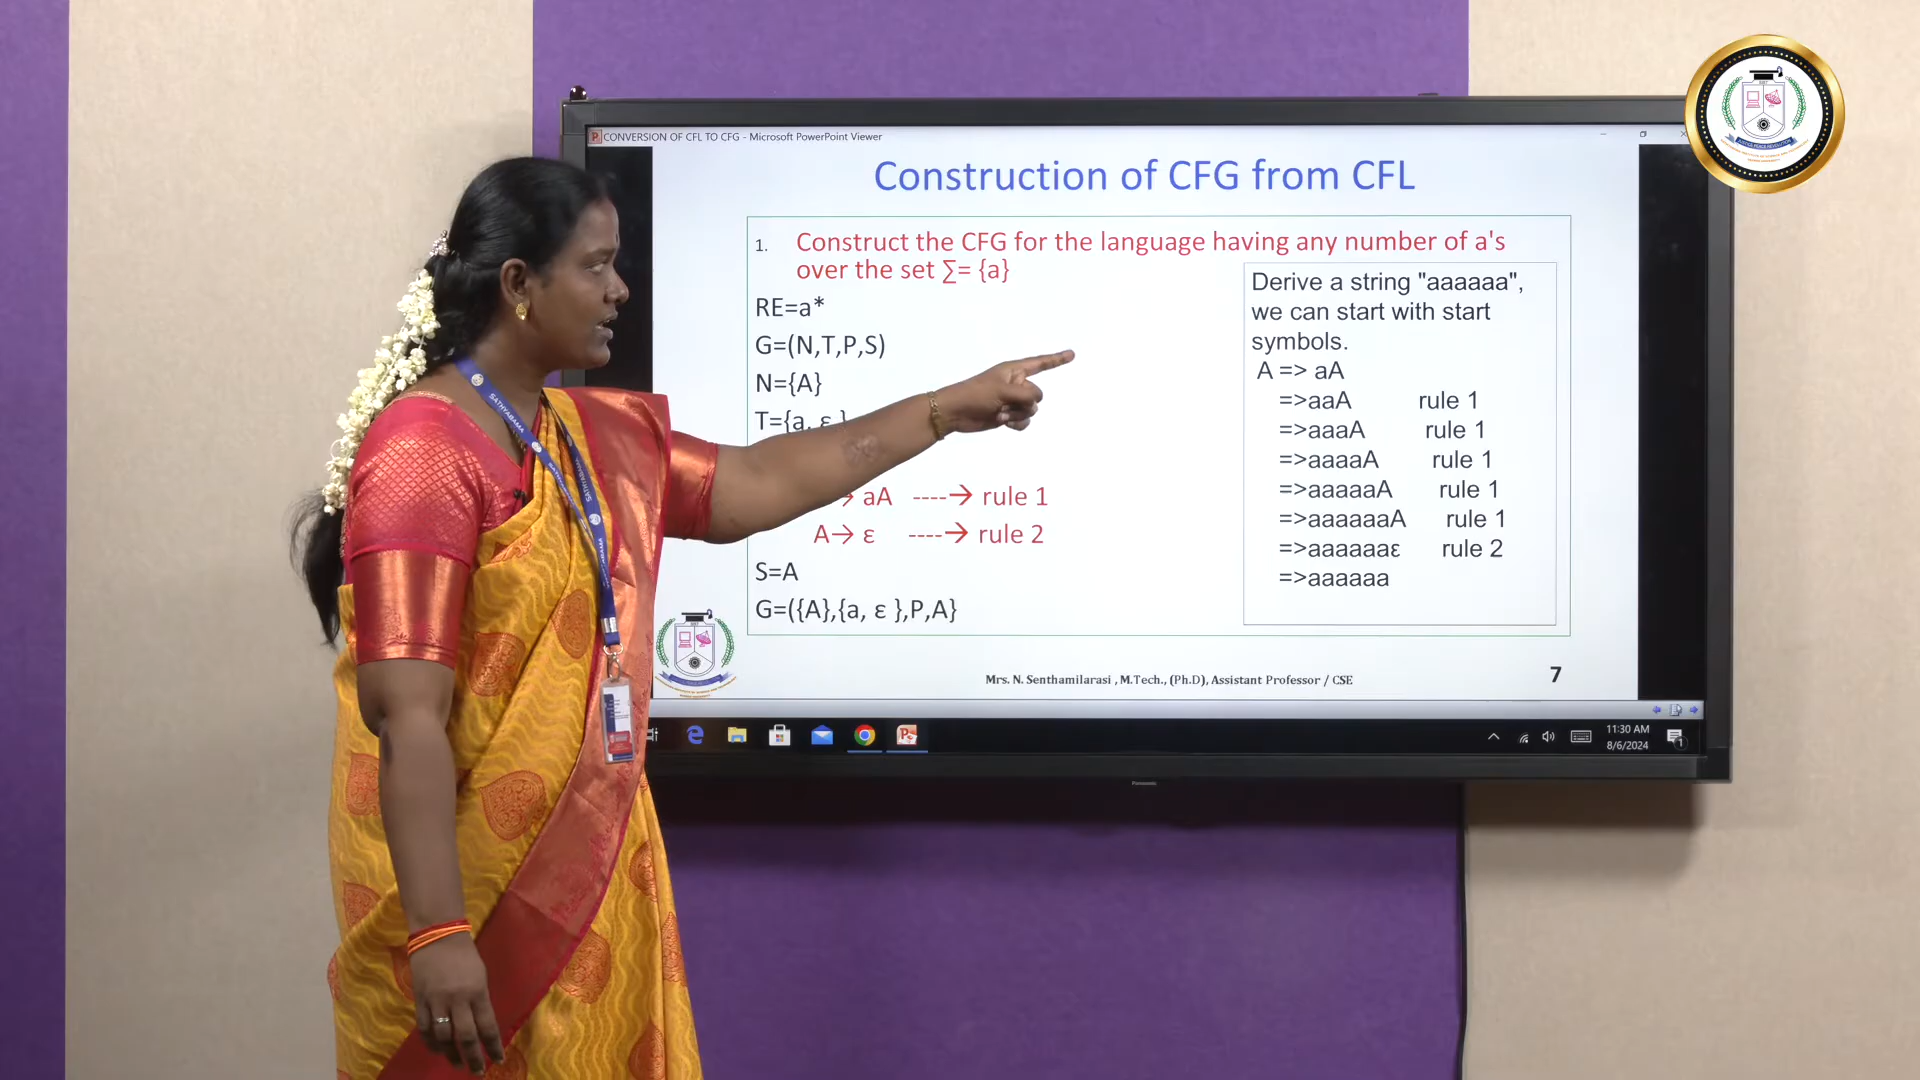 CONVERSION OF CFL TO CFG - Microsoft PowerPoint Viewer
Construction of CFG from CFL
1. Construct the CFG for the language having any number of a's
over the set ∑= {a}
RE=a*
G=(N,T,P,S)
N={A}
T={a, ε }
→ aA ----→ rule 1
A→ ε ----→ rule 2
S=A
G=({A},{a, ε },P,A}
Derive a string "aaaaaa",
we can start with start
symbols.
A => aA
=>aaA rule 1
=>aaaA rule 1
=>aaaaA rule 1
=>aaaaaA rule 1
=>aaaaaaA rule 1
=>aaaaaaε rule 2
=>aaaaaa
Mrs. N. Senthamilarasi , M.Tech., (Ph.D), Assistant Professor / CSE
7
11:30 AM
8/6/2024
Panasonic
SATHYABAMA
SATHYABAMA
SATHYABAMA